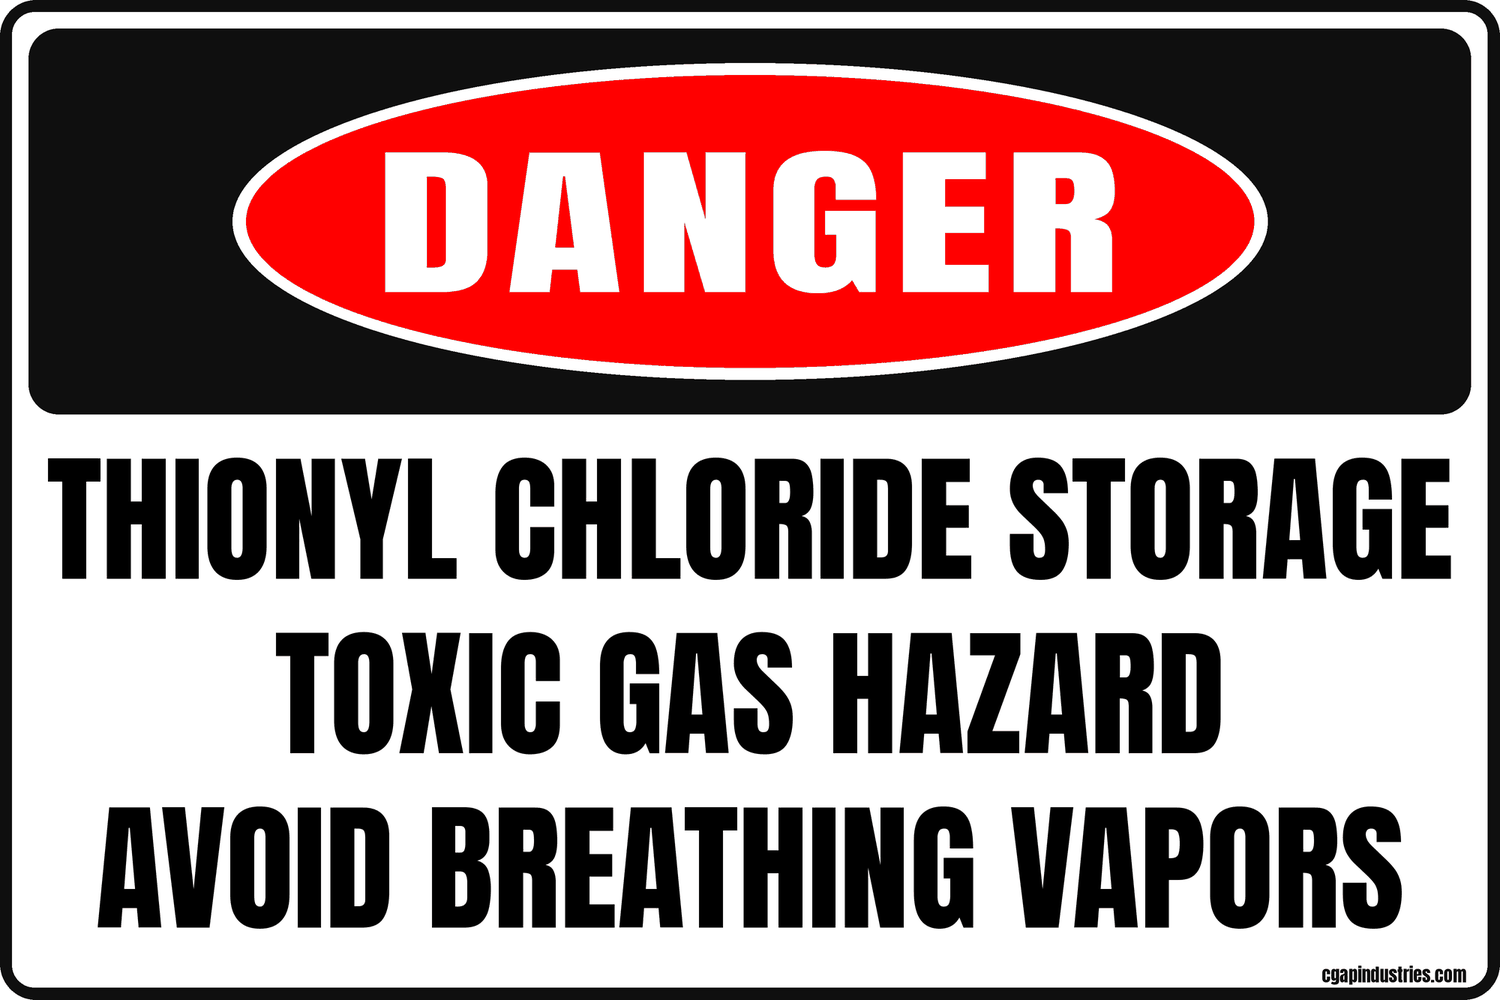 DANGER
THIONYL CHLORIDE STORAGE
TOXIC GAS HAZARD
AVOID BREATHING VAPORS
cgapindustries.com